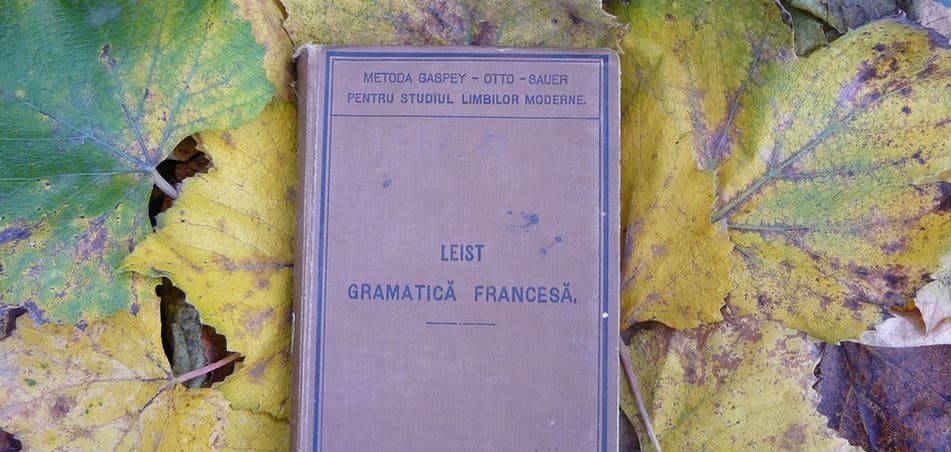 METODA GASPEY - OTTO - SAUER
PENTRU STUDIUL LIMBILOR MODERNE.
LEIST
GRAMATICĂ FRANCESĂ.